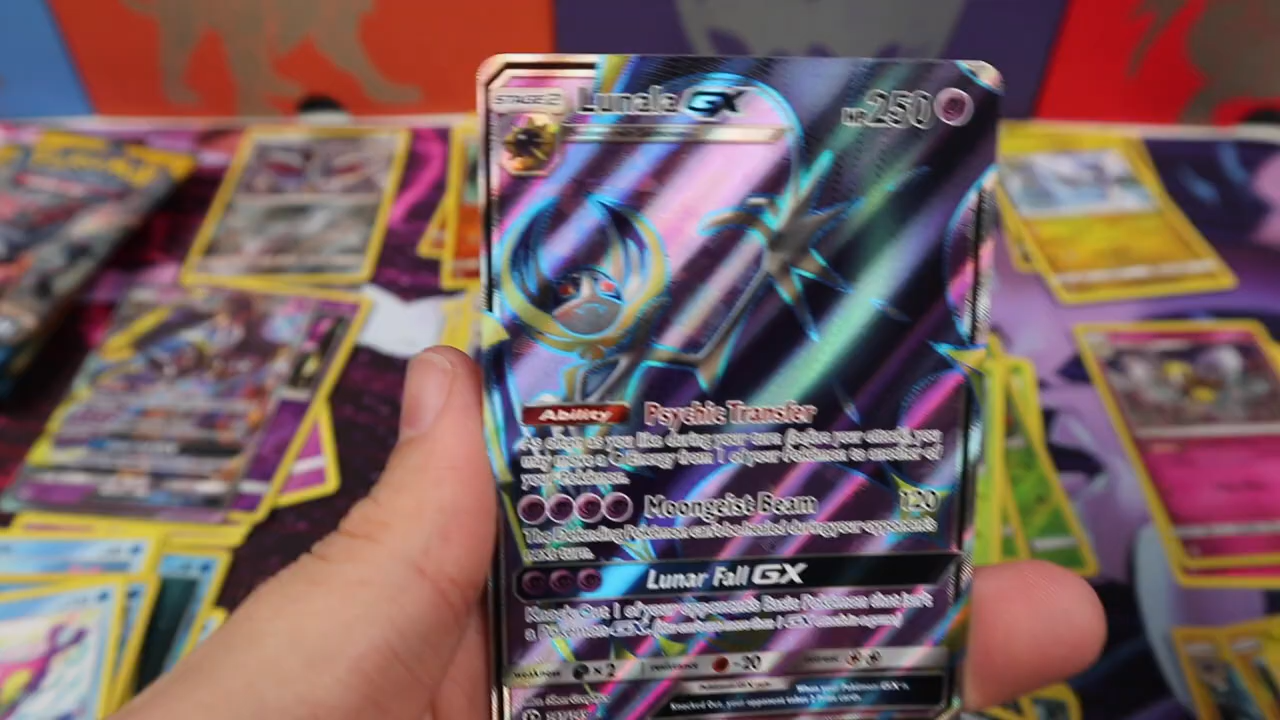 STAGE 2 Lunala GX HP 250
Ability Psychic Transfer
As often as you like during your turn (before your attack), you
may move a Energy from 1 of your Pokémon to another of
your Pokémon.
Moongeist Beam 120
The Defending Pokémon can't be healed during your opponent's
next turn.
Lunar Fall GX
Knock Out 1 of your opponent's Basic Pokémon that isn't
a Pokémon-GX. (You can't use more than 1 GX attack in a game.)
weakness ×2 resistance -20 retreat
When your Pokémon-GX is
Knocked Out, your opponent takes 2 Prize cards.